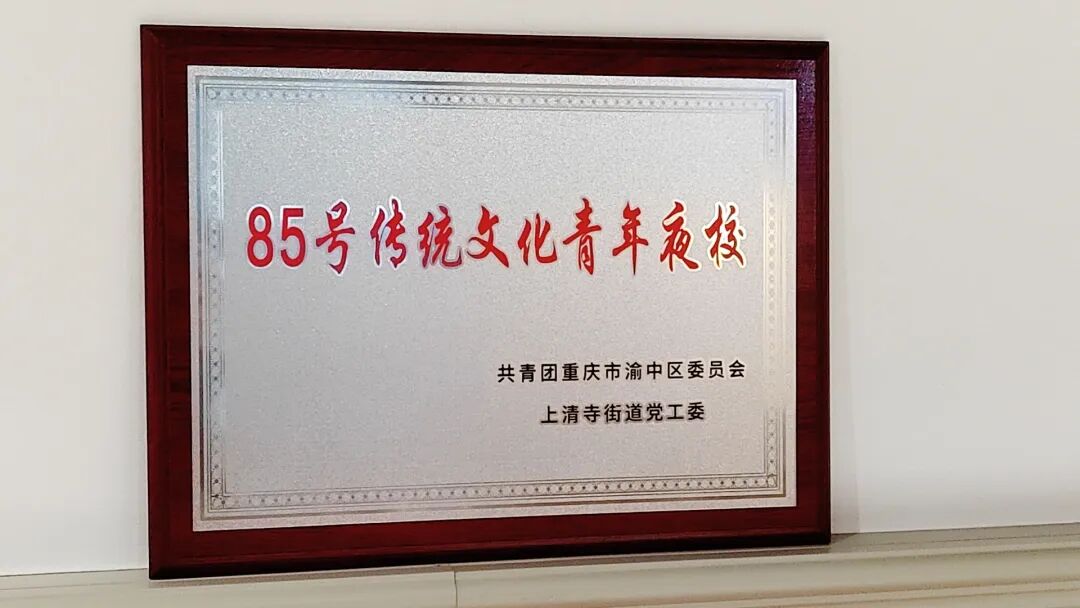 85号传统文化青年夜校
共青团重庆市渝中区委员会
上清寺街道党工委